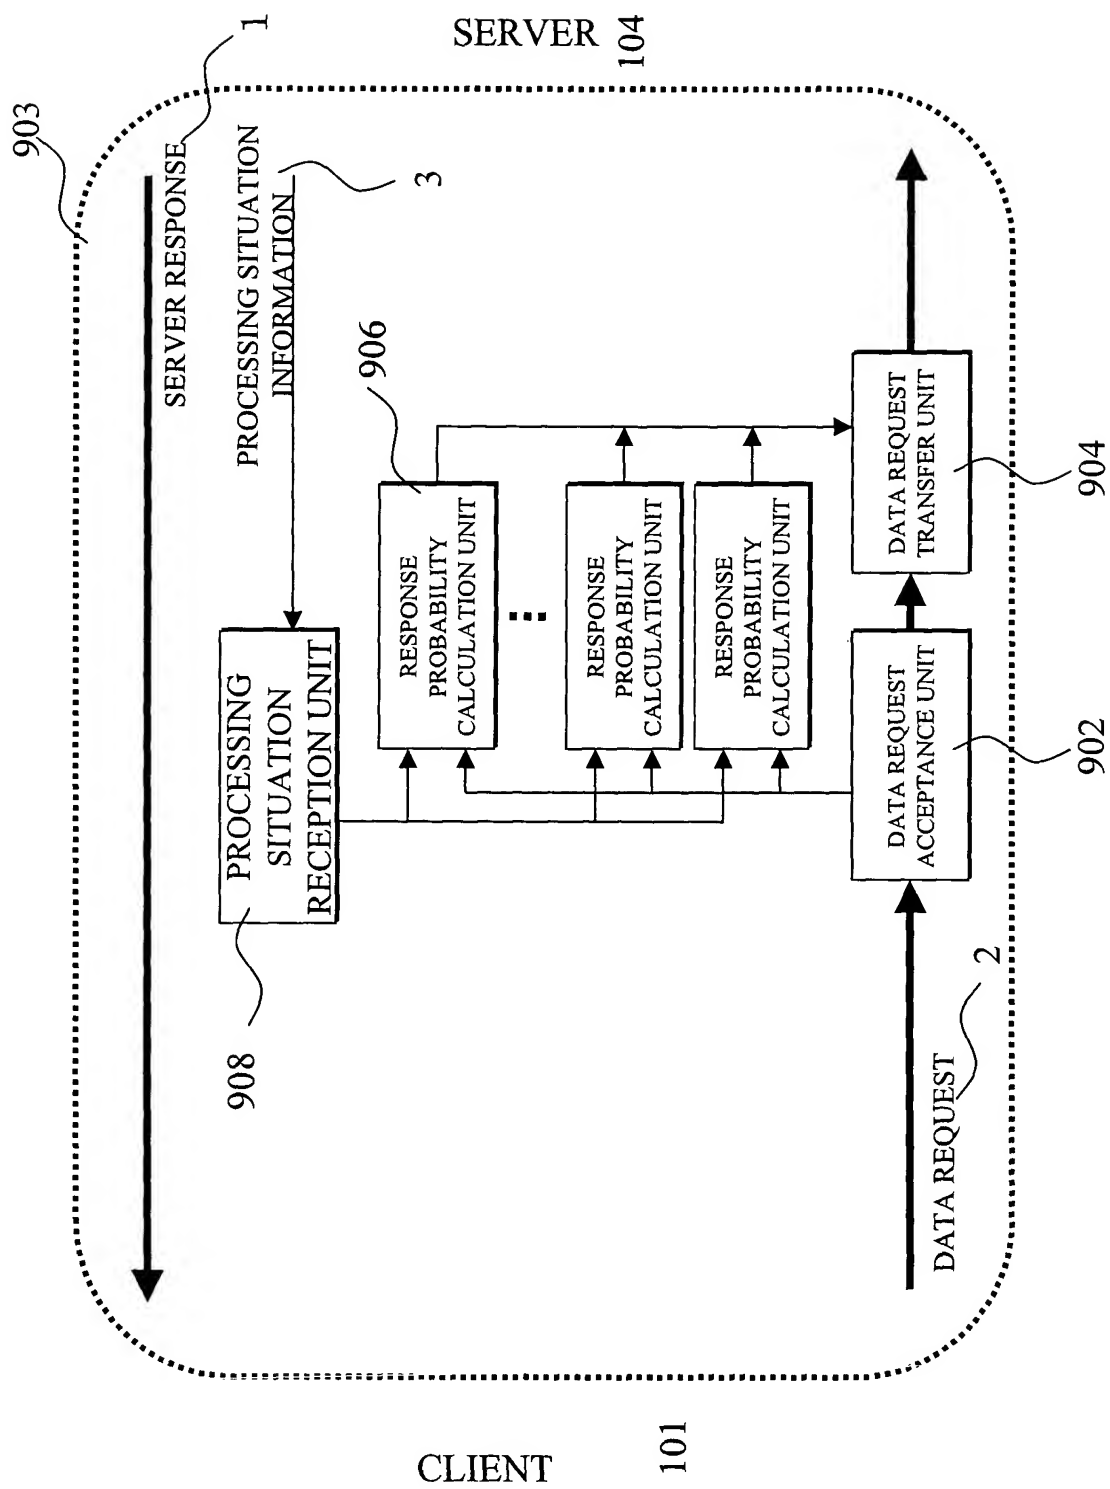 903
1
SERVER 104
SERVER RESPONSE
PROCESSING SITUATION
INFORMATION
3
906
PROCESSING
SITUATION
RECEPTION UNIT
908
RESPONSE
PROBABILITY
CALCULATION UNIT
RESPONSE
PROBABILITY
CALCULATION UNIT
RESPONSE
PROBABILITY
CALCULATION UNIT
DATA REQUEST
TRANSFER UNIT
904
DATA REQUEST
ACCEPTANCE UNIT
902
DATA REQUEST
2
CLIENT
101